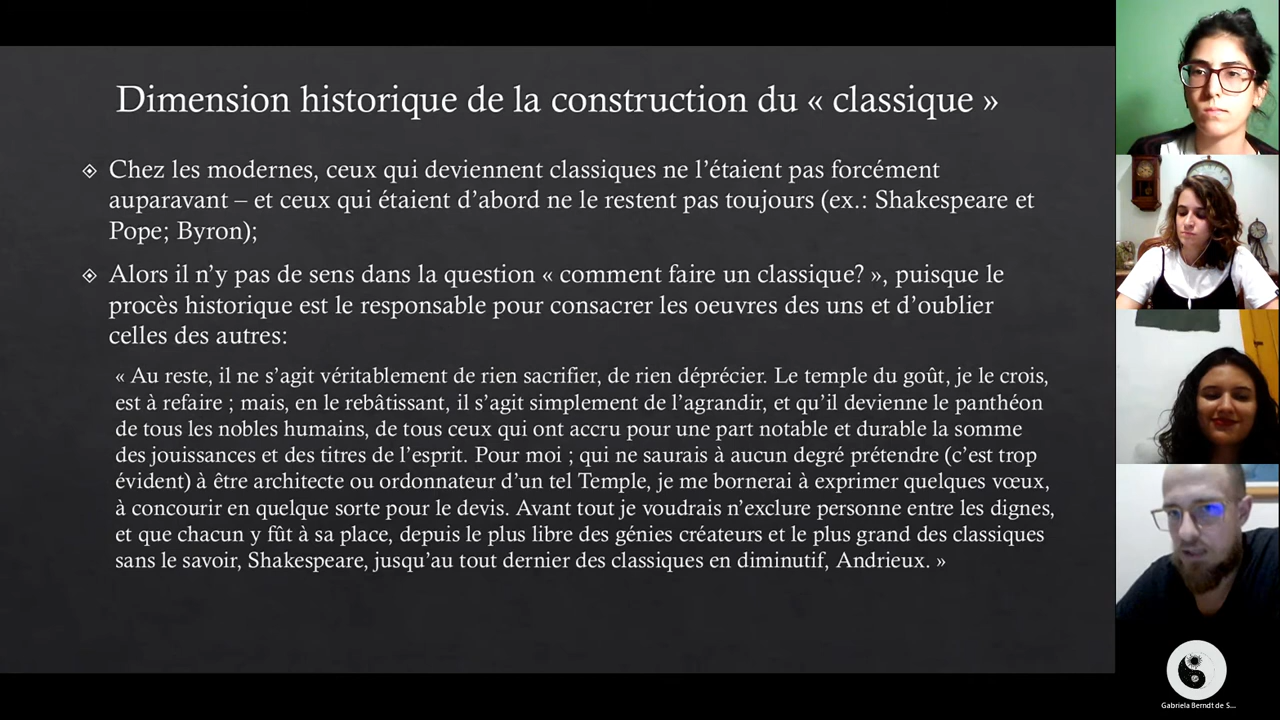 Dimension historique de la construction du « classique »
Chez les modernes, ceux qui deviennent classiques ne l'étaient pas forcément
auparavant – et ceux qui étaient d'abord ne le restent pas toujours (ex.: Shakespeare et
Pope; Byron);
Alors il n'y pas de sens dans la question « comment faire un classique? », puisque le
procès historique est le responsable pour consacrer les oeuvres des uns et d'oublier
celles des autres:
« Au reste, il ne s'agit véritablement de rien sacrifier, de rien déprécier. Le temple du goût, je le crois,
est à refaire ; mais, en le rebâtissant, il s'agit simplement de l'agrandir, et qu'il devienne le panthéon
de tous les nobles humains, de tous ceux qui ont accru pour une part notable et durable la somme
des jouissances et des titres de l'esprit. Pour moi ; qui ne saurais à aucun degré prétendre (c'est trop
évident) à être architecte ou ordonnateur d'un tel Temple, je me bornerai à exprimer quelques vœux,
à concourir en quelque sorte pour le devis. Avant tout je voudrais n'exclure personne entre les dignes,
et que chacun y fût à sa place, depuis le plus libre des génies créateurs et le plus grand des classiques
sans le savoir, Shakespeare, jusqu'au tout dernier des classiques en diminutif, Andrieux. »
Gabriela Berndt de S...